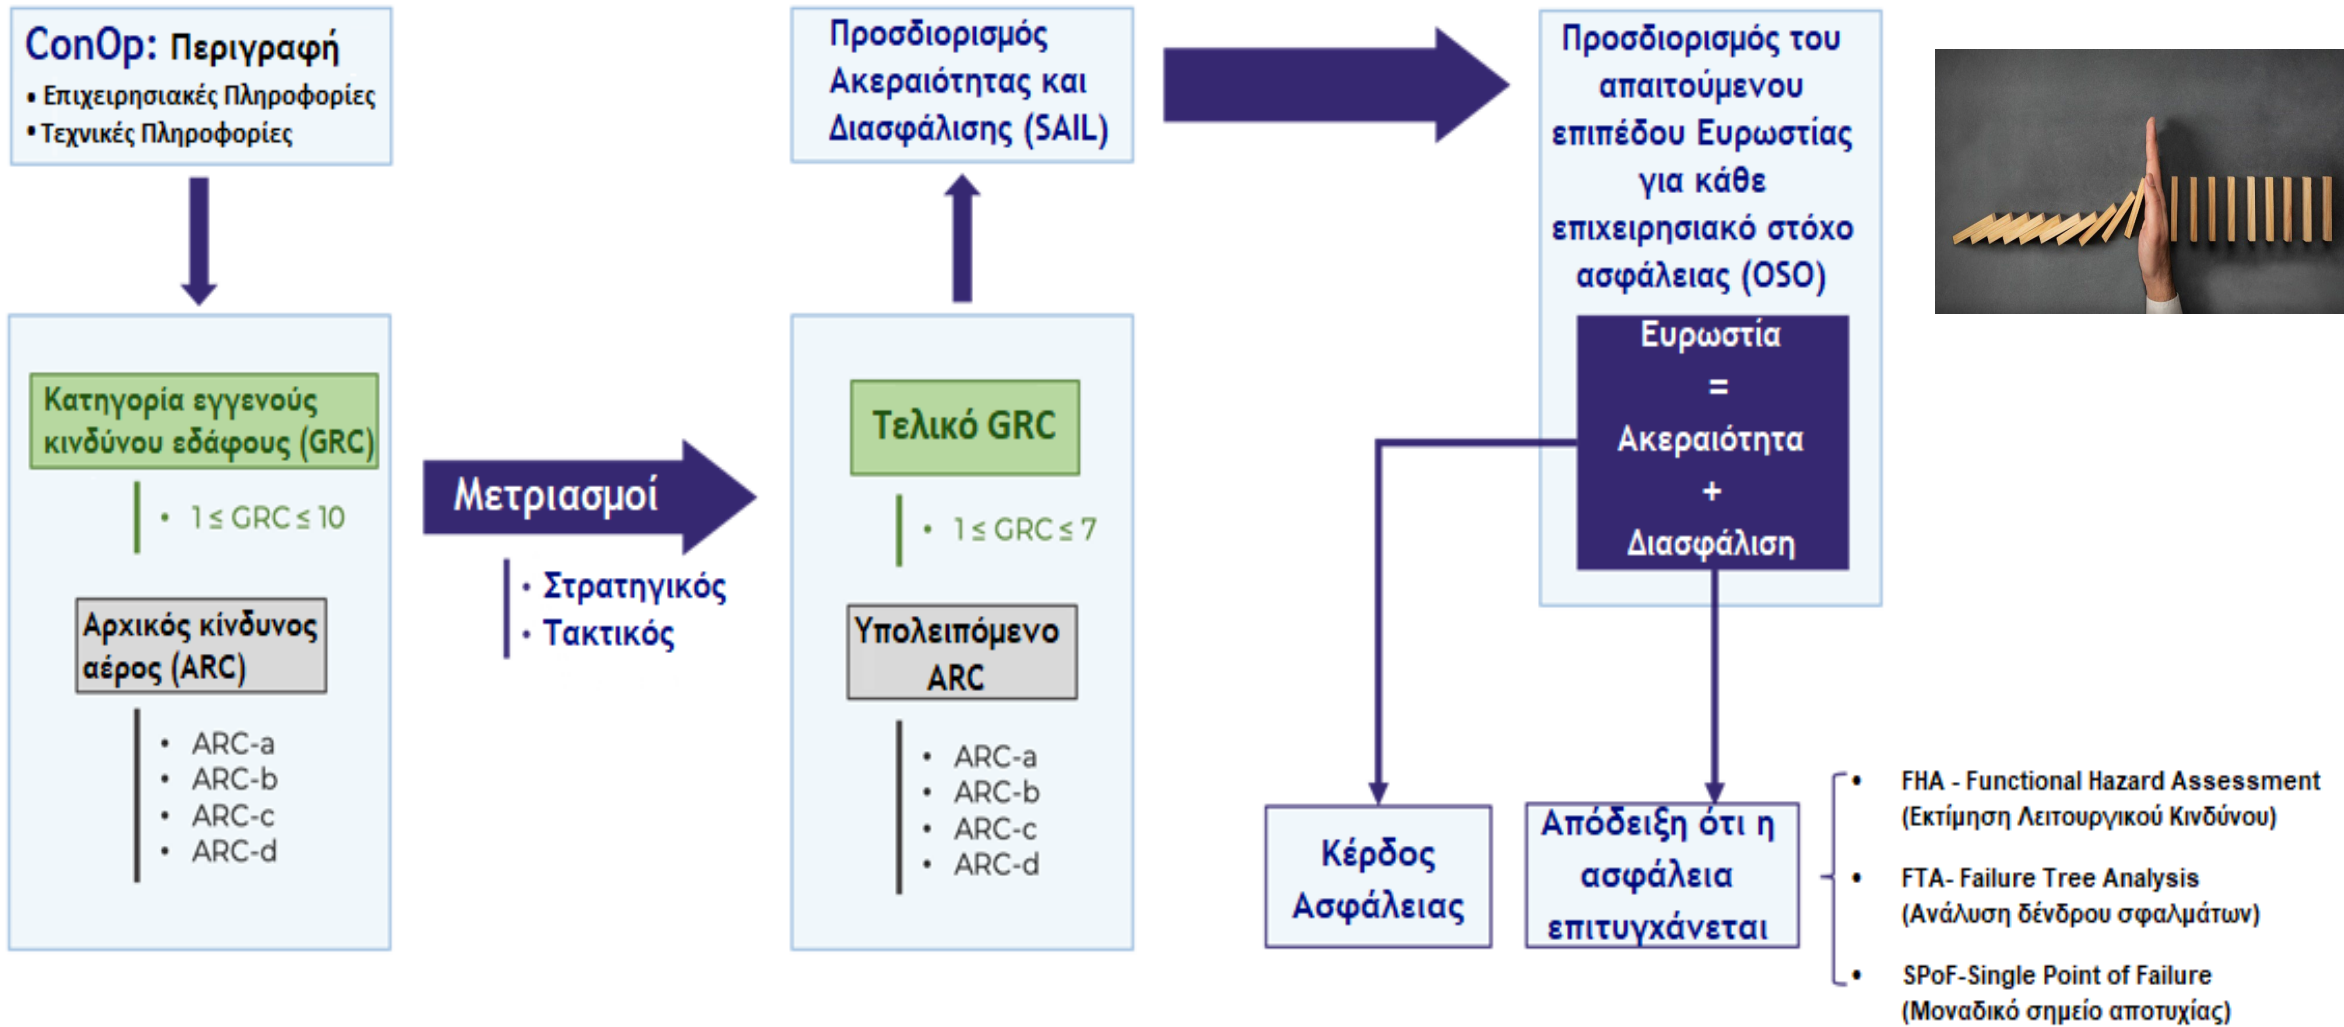 ConOp: Περιγραφή
• Επιχειρησιακές Πληροφορίες
• Τεχνικές Πληροφορίες
Κατηγορία εγγενούς
κινδύνου εδάφους (GRC)
• 1 ≤ GRC ≤ 10
Αρχικός κίνδυνος
αέρος (ARC)
• ARC-a
• ARC-b
• ARC-c
• ARC-d
Μετριασμοί
• Στρατηγικός
• Τακτικός
Προσδιορισμός
Ακεραιότητας και
Διασφάλισης (SAIL)
Τελικό GRC
• 1 ≤ GRC ≤ 7
Υπολειπόμενο
ARC
• ARC-a
• ARC-b
• ARC-c
• ARC-d
Προσδιορισμός του
απαιτούμενου
επιπέδου Ευρωστίας
για κάθε
επιχειρησιακό στόχο
ασφάλειας (OSO)
Ευρωστία
=
Ακεραιότητα
+
Διασφάλιση
Κέρδος
Ασφάλειας
Απόδειξη ότι η
ασφάλεια
επιτυγχάνεται
• FHA - Functional Hazard Assessment
(Εκτίμηση Λειτουργικού Κινδύνου)
• FTA- Failure Tree Analysis
(Ανάλυση δένδρου σφαλμάτων)
• SPoF-Single Point of Failure
(Μοναδικό σημείο αποτυχίας)